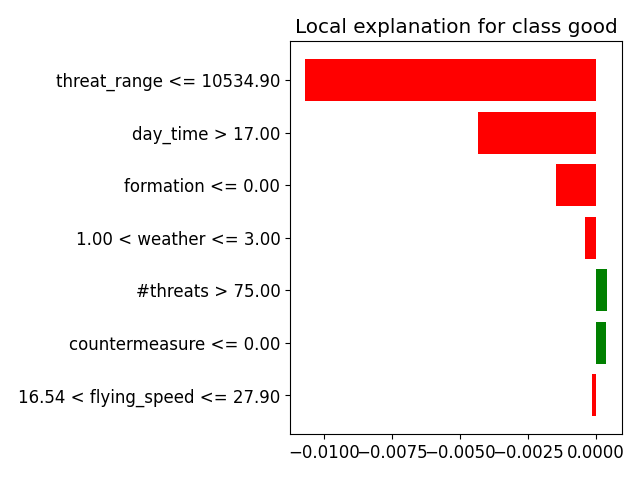 Local explanation for class good
threat_range <= 10534.90
day_time > 17.00
formation <= 0.00
1.00 < weather <= 3.00
#threats > 75.00
countermeasure <= 0.00
16.54 < flying_speed <= 27.90
−0.0100 −0.0075 −0.0050 −0.0025 0.0000